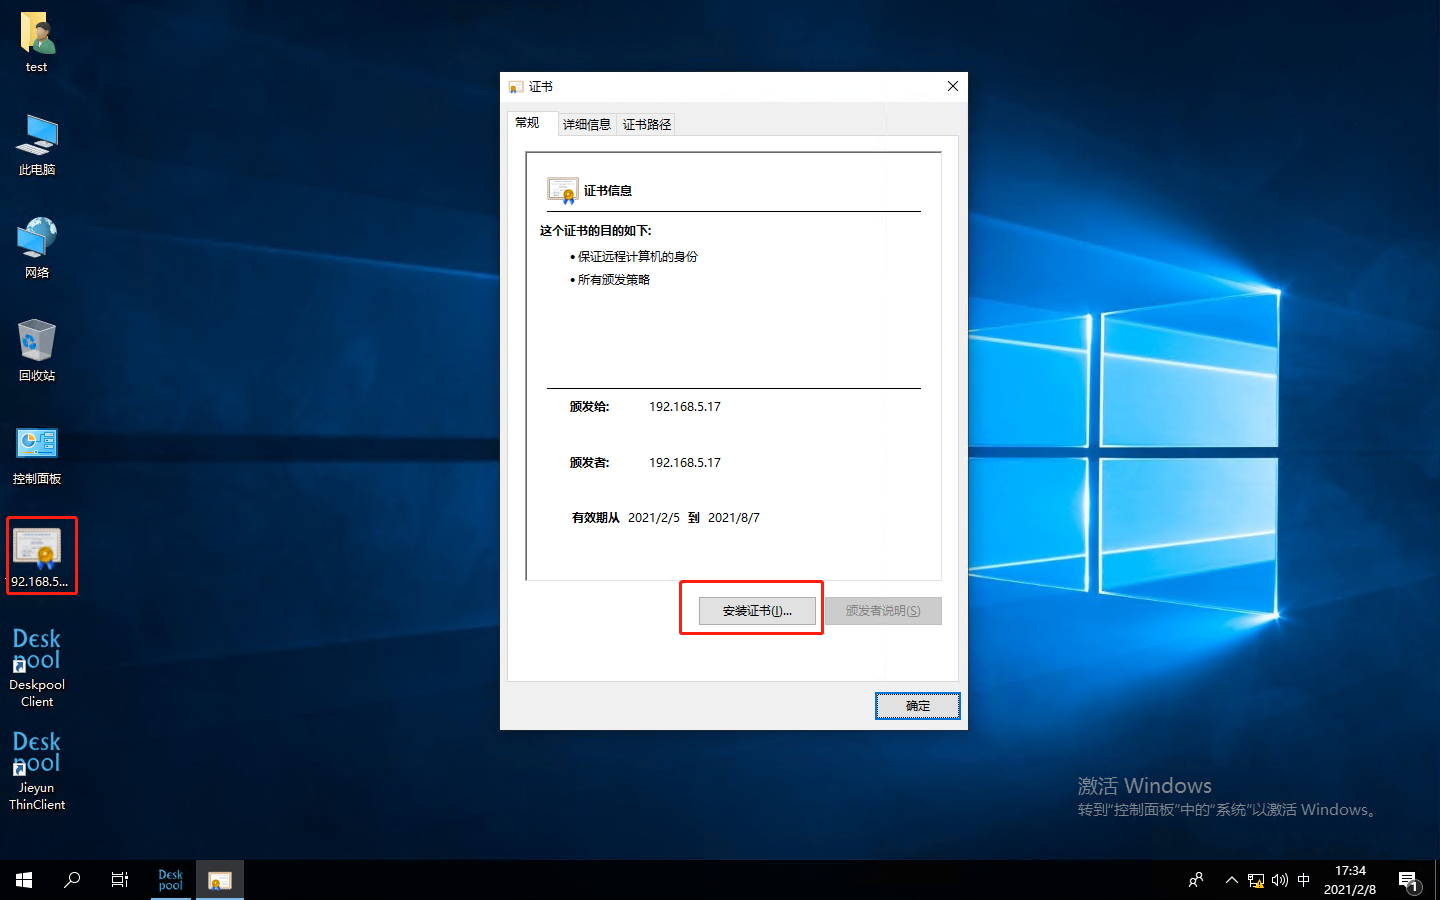 test
此电脑
网络
回收站
控制面板
192.168.5...
Desk
pool
Deskpool
Client
Desk
pool
Jieyun
ThinClient
证书
常规
详细信息
证书路径
证书信息
这个证书的目的如下:
• 保证远程计算机的身份
• 所有颁发策略
颁发给: 192.168.5.17
颁发者: 192.168.5.17
有效期从 2021/2/5 到 2021/8/7
安装证书(I)...
颁发者说明(S)
确定
激活 Windows
转到“控制面板”中的“系统”以激活 Windows。
Desk
pool
中
17:34
2021/2/8
1